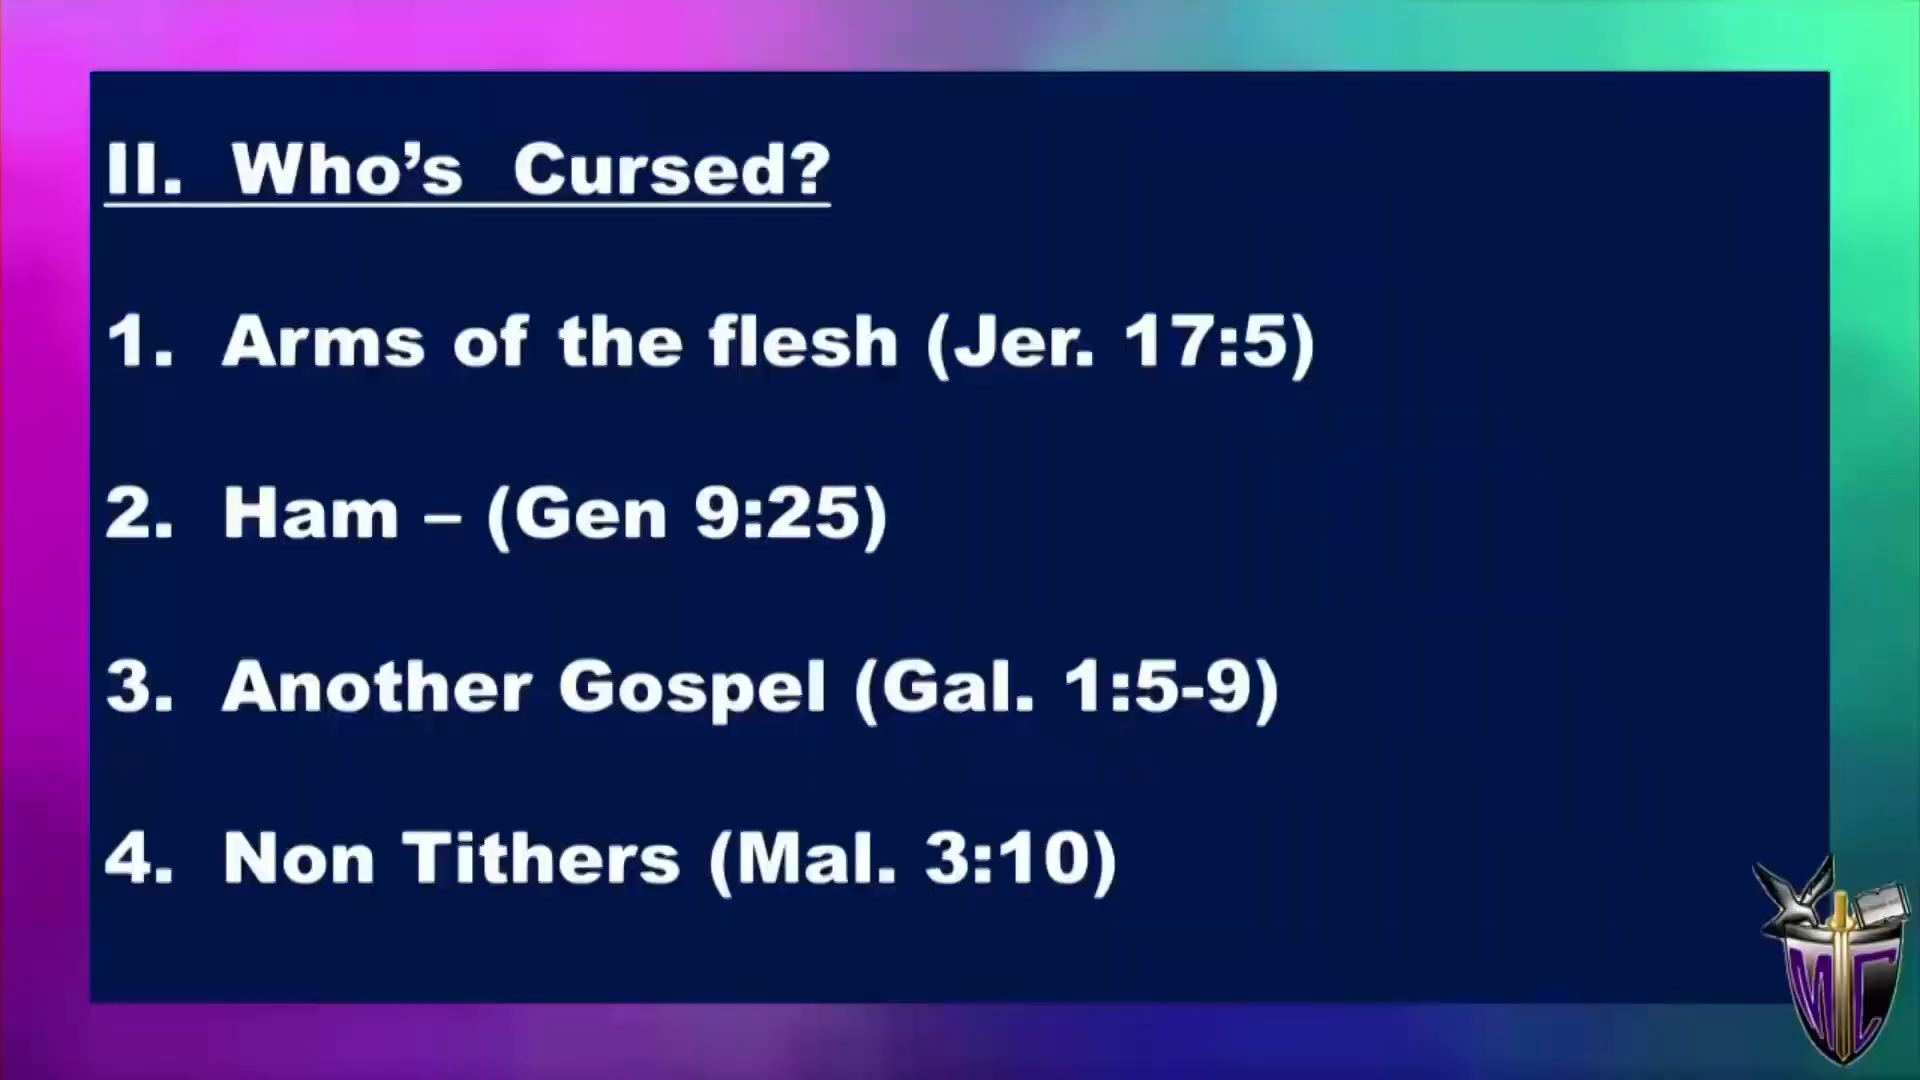 II. Who’s Cursed?
1. Arms of the flesh (Jer. 17:5)
2. Ham – (Gen 9:25)
3. Another Gospel (Gal. 1:5-9)
4. Non Tithers (Mal. 3:10)
MC